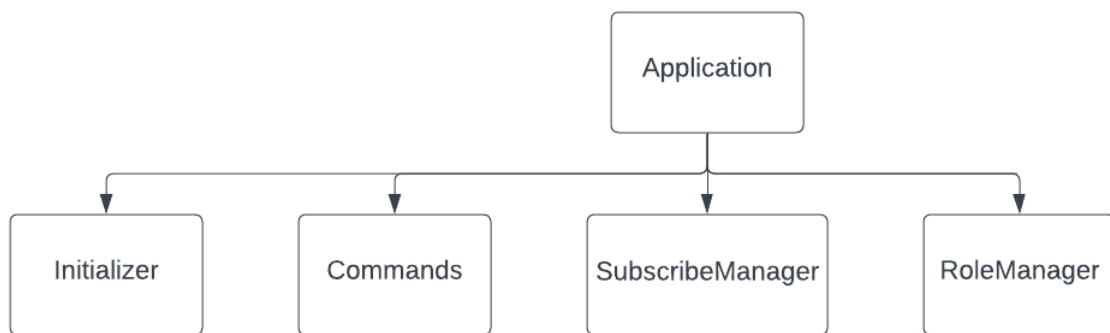 Application
Initializer
Commands
SubscribeManager
RoleManager